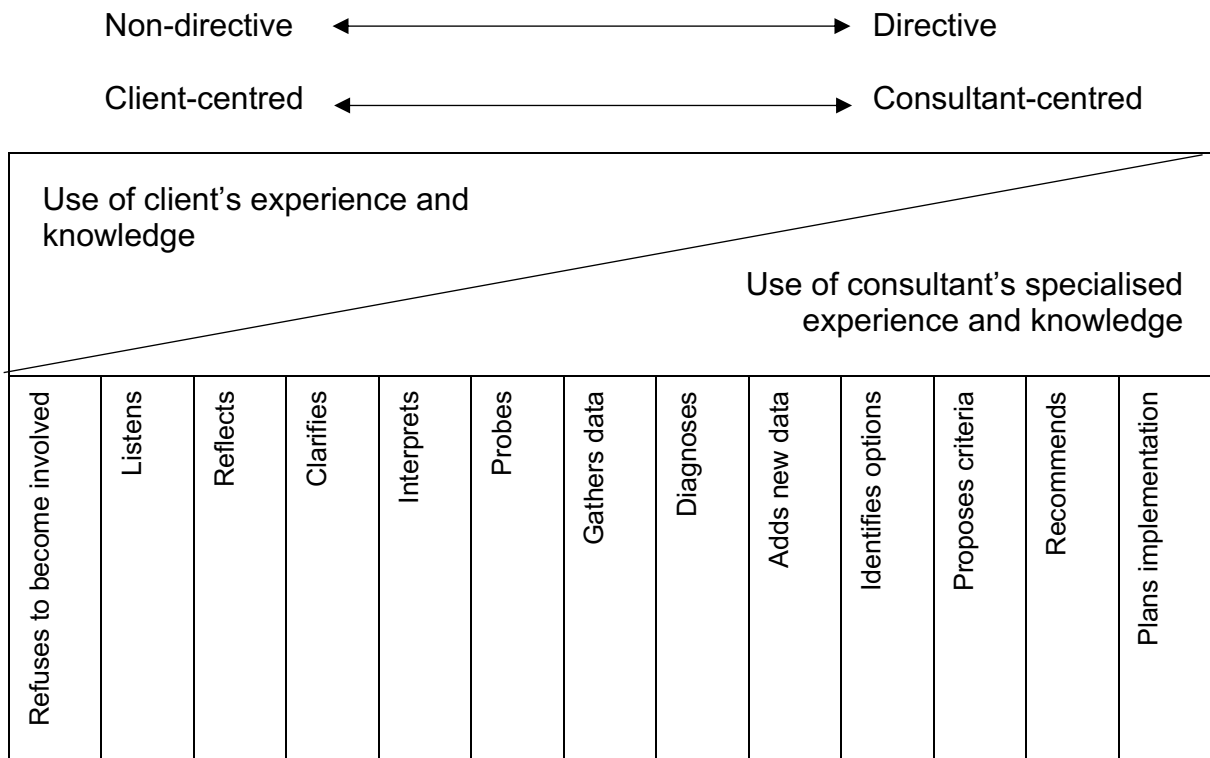 Non-directive Directive
Client-centred Consultant-centred
Use of client’s experience and
knowledge
Use of consultant’s specialised
experience and knowledge
Refuses to become involved
Listens
Reflects
Clarifies
Interprets
Probes
Gathers data
Diagnoses
Adds new data
Identifies options
Proposes criteria
Recommends
Plans implementation